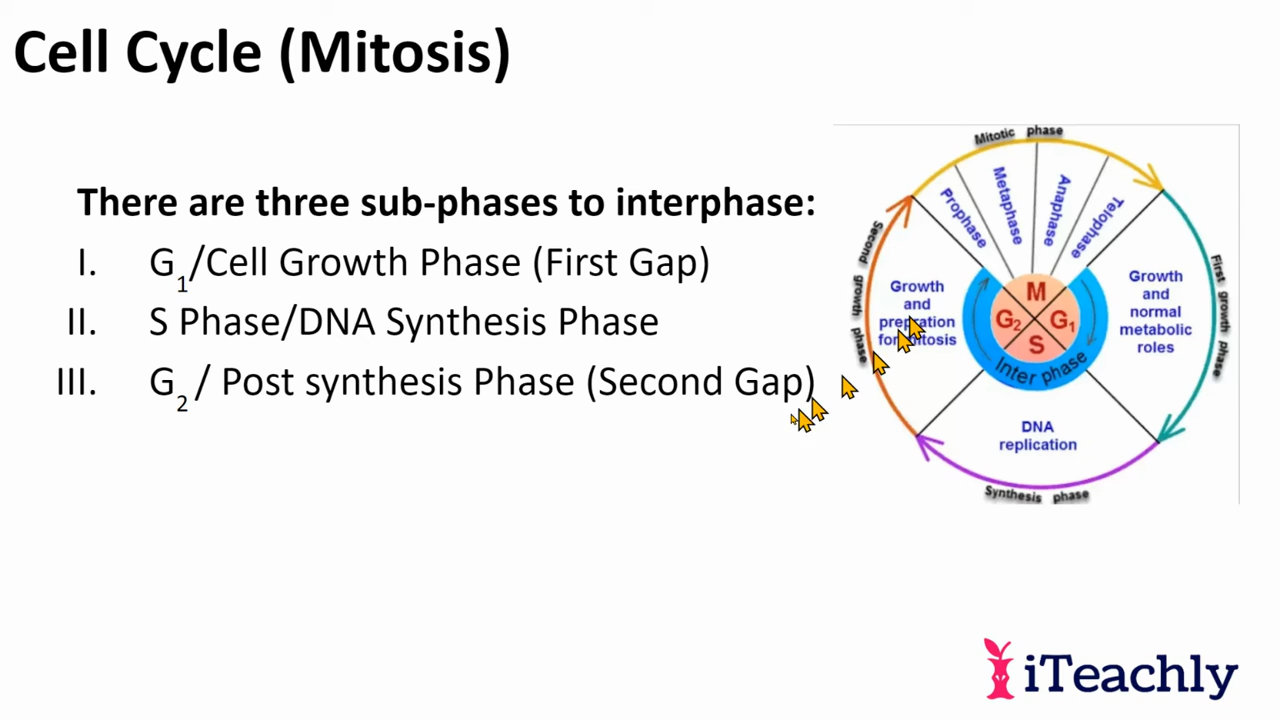 Cell Cycle (Mitosis)
There are three sub-phases to interphase:
I. G1/Cell Growth Phase (First Gap)
II. S Phase/DNA Synthesis Phase
III. G2 / Post synthesis Phase (Second Gap)
Mitotic phase
Prophase
Metaphase
Anaphase
Telophase
Second growth phase
First growth phase
Growth
and
prepration
for mitosis
M
G2
G1
S
Inter phase
Growth
and
normal
metabolic
roles
DNA
replication
Synthesis phase
iTeachly